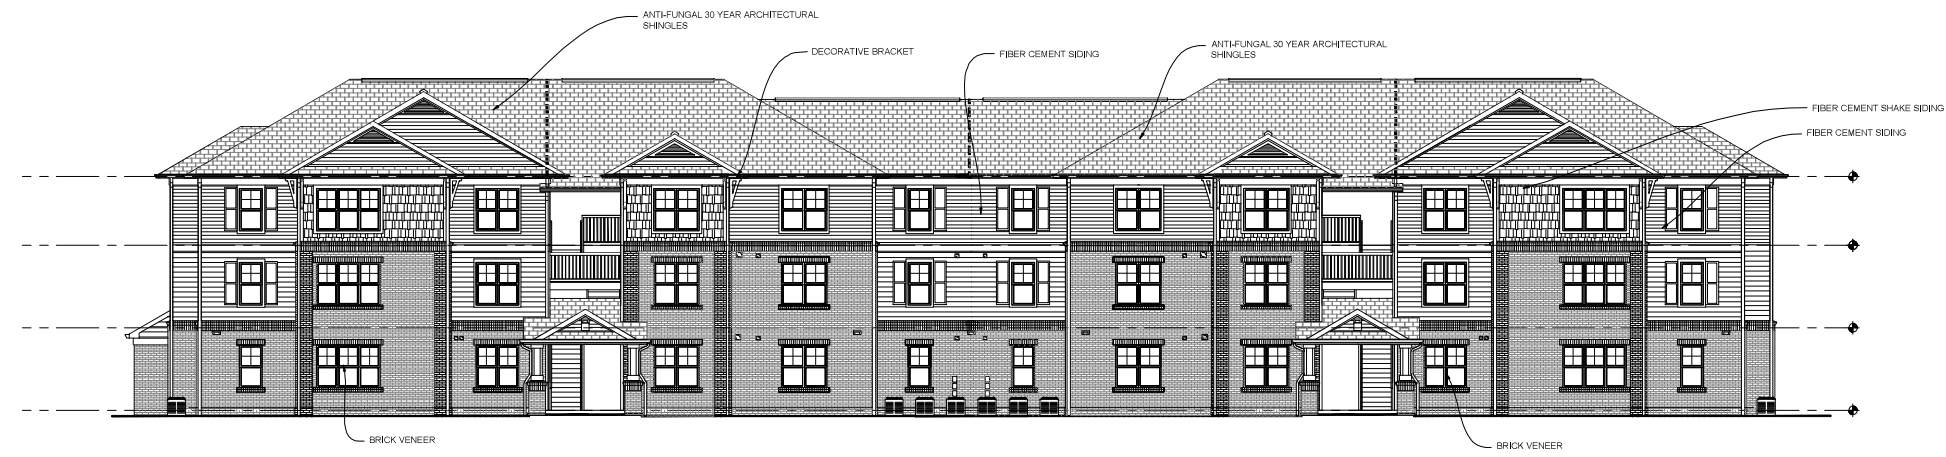 ANTI-FUNGAL 30 YEAR ARCHITECTURAL
SHINGLES
DECORATIVE BRACKET
FIBER CEMENT SIDING
ANTI-FUNGAL 30 YEAR ARCHITECTURAL
SHINGLES
FIBER CEMENT SHAKE SIDING
FIBER CEMENT SIDING
BRICK VENEER
BRICK VENEER